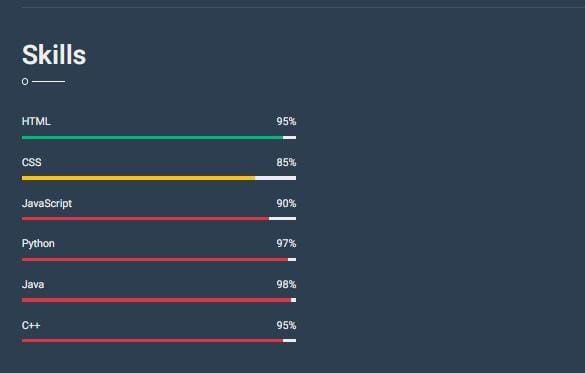 Skills
HTML 95%
CSS 85%
JavaScript 90%
Python 97%
Java 98%
C++ 95%